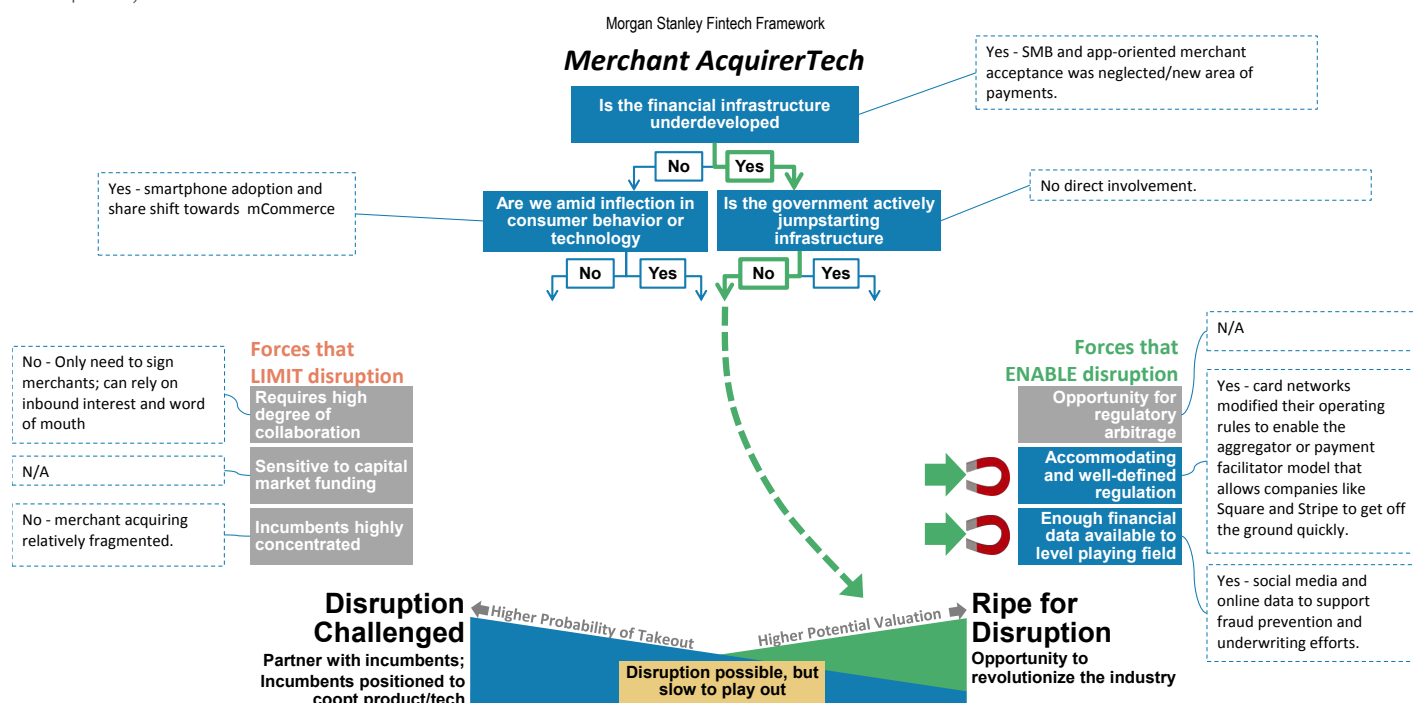 Morgan Stanley Fintech Framework
Merchant AcquirerTech
Yes - SMB and app-oriented merchant
acceptance was neglected/new area of
payments.
Is the financial infrastructure
underdeveloped
No
Yes
Yes - smartphone adoption and
share shift towards mCommerce
No direct involvement.
Are we amid inflection in
consumer behavior or
technology
Is the government actively
jumpstarting
infrastructure
No
Yes
No
Yes
Forces that
LIMIT disruption
No - Only need to sign
merchants; can rely on
inbound interest and word
of mouth
Requires high
degree of
collaboration
N/A
Sensitive to capital
market funding
No - merchant acquiring
relatively fragmented.
Incumbents highly
concentrated
Forces that
ENABLE disruption
Opportunity for
regulatory
arbitrage
N/A
Accommodating
and well-defined
regulation
Yes - card networks
modified their operating
rules to enable the
aggregator or payment
facilitator model that
allows companies like
Square and Stripe to get off
the ground quickly.
Enough financial
data available to
level playing field
Yes - social media and
online data to support
fraud prevention and
underwriting efforts.
Disruption
Challenged
Partner with incumbents;
Incumbents positioned to
coopt product/tech
Higher Probability of Takeout
Higher Potential Valuation
Disruption possible, but
slow to play out
Ripe for
Disruption
Opportunity to
revolutionize the industry